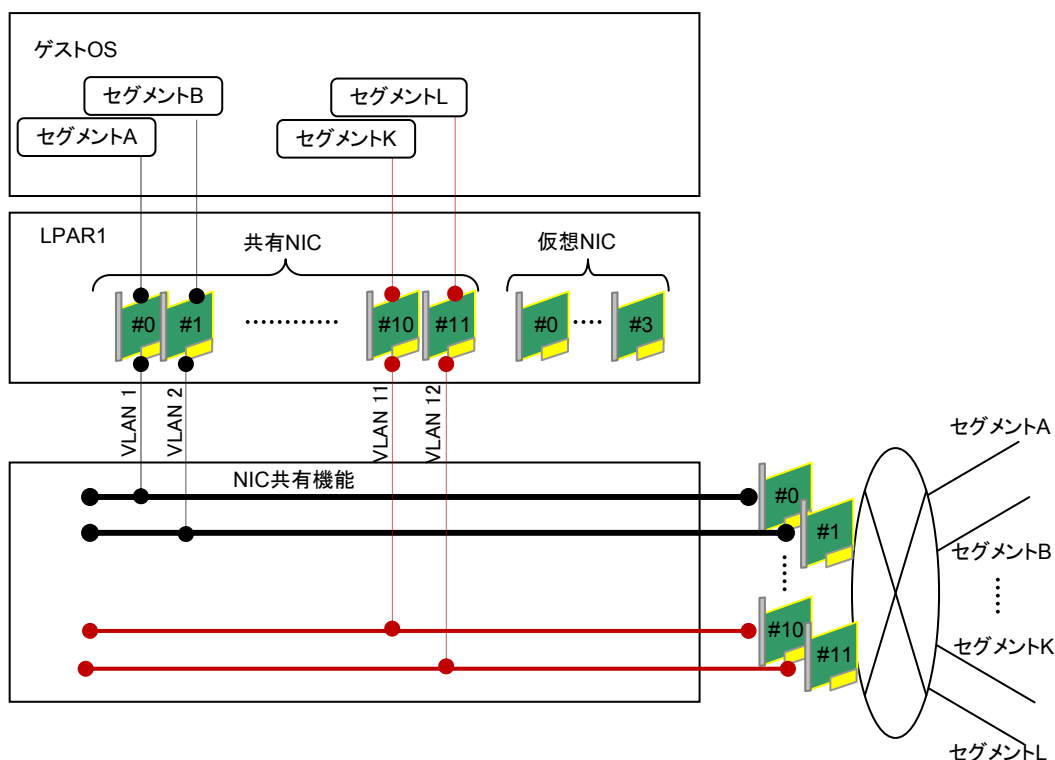 ゲストOS
セグメントB
セグメントL
セグメントA
セグメントK
LPAR1
共有NIC
仮想NIC
#0
#1
#10
#11
#0
#3
VLAN 1
VLAN 2
VLAN 11
VLAN 12
NIC共有機能
#0
#1
#10
#11
セグメントA
セグメントB
セグメントK
セグメントL